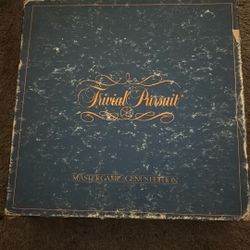 Trivial Pursuit
MASTER GAME - GENUS EDITION